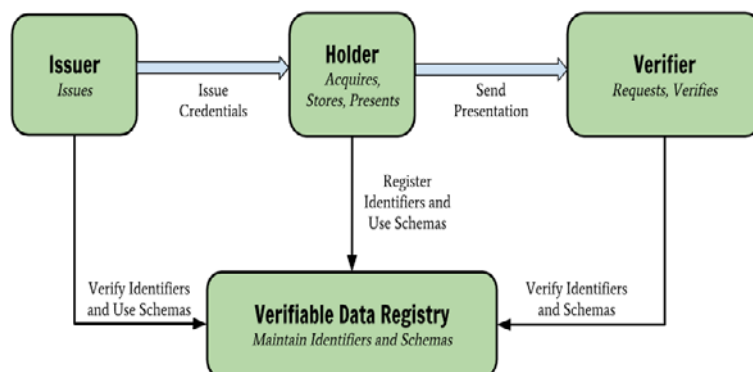 Issuer
Issues
Issue
Credentials
Holder
Acquires,
Stores, Presents
Send
Presentation
Verifier
Requests, Verifies
Register
Identifiers and
Use Schemas
Verify Identifiers
and Use Schemas
Verifiable Data Registry
Maintain Identifiers and Schemas
Verify Identifiers
and Schemas